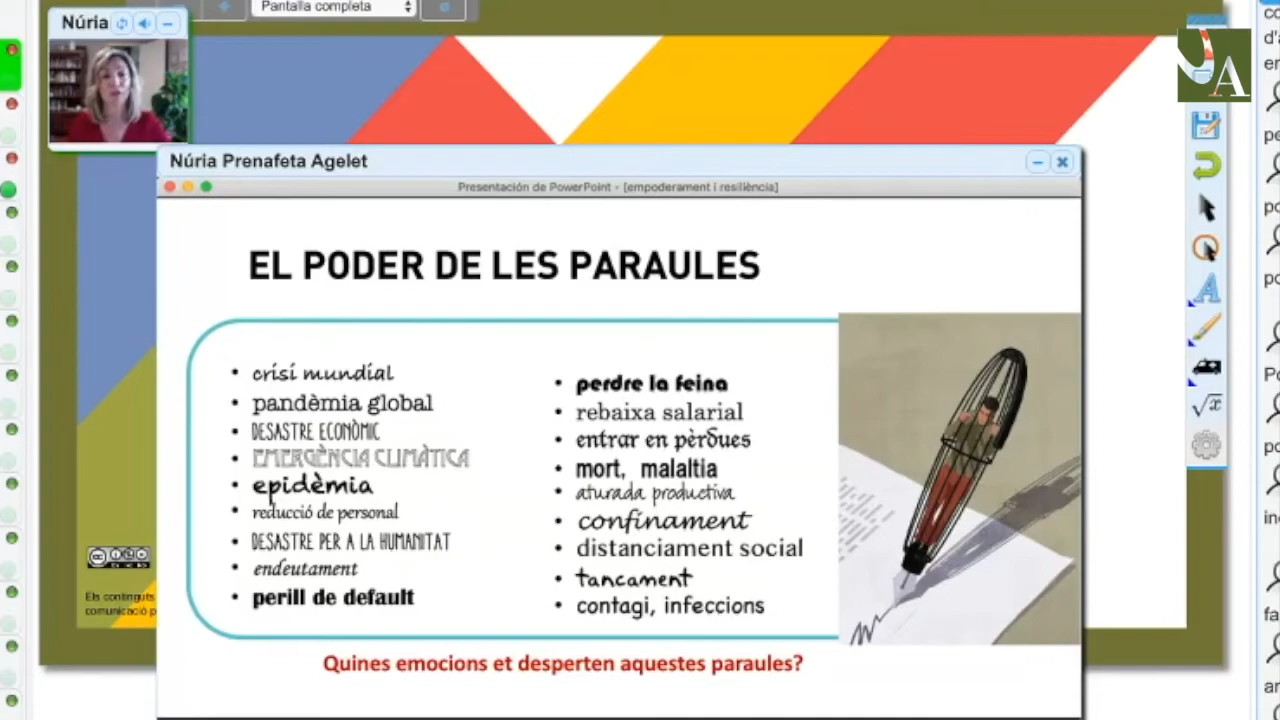 Pantalla completa
Núria
Núria Prenafeta Agelet
Presentación de PowerPoint - [empoderament i resiliència]
EL PODER DE LES PARAULES
• crisi mundial
• pandèmia global
• DESASTRE ECONÒMIC
• EMERGÈNCIA CLIMÀTICA
• epidèmia
• reducció de personal
• DESASTRE PER A LA HUMANITAT
• endeutament
• perill de default
• perdre la feina
• rebaixa salarial
• entrar en pèrdues
• mort, malaltia
• aturada productiva
• confinament
• distanciament social
• tancament
• contagi, infeccions
Quines emocions et desperten aquestes paraules?
Els continguts
comunicació p
A
A
√x